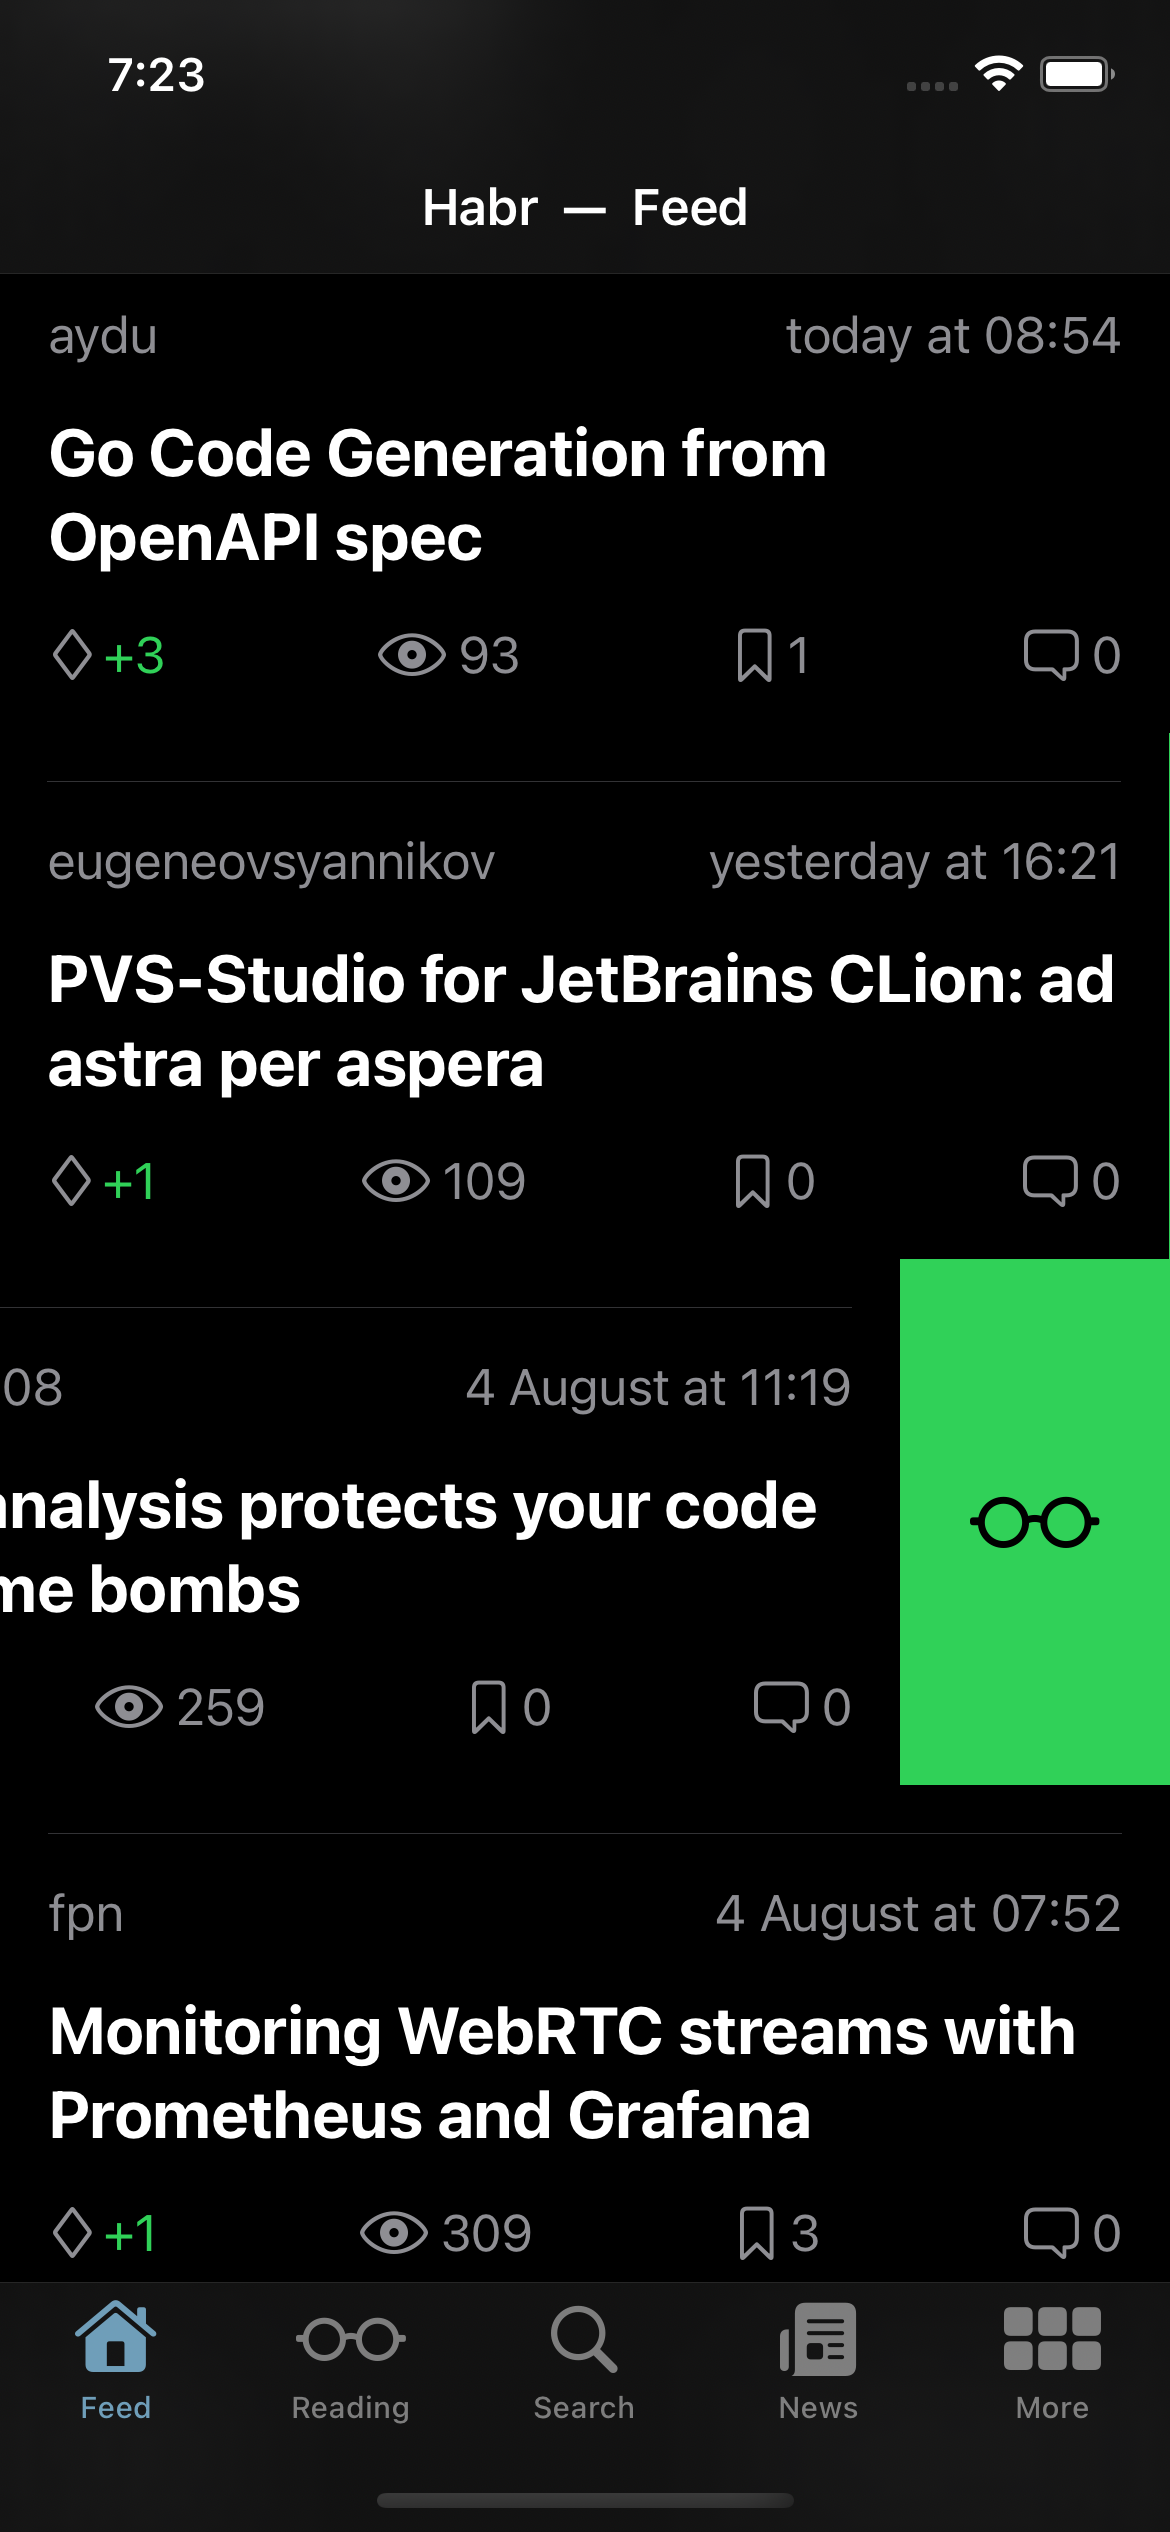 7:23
Habr — Feed
aydu today at 08:54
Go Code Generation from
OpenAPI spec
+3 93 1 0
eugeneovsyannikov yesterday at 16:21
PVS-Studio for JetBrains CLion: ad
astra per aspera
+1 109 0 0
08 4 August at 11:19
analysis protects your code
me bombs
259 0 0
fpn 4 August at 07:52
Monitoring WebRTC streams with
Prometheus and Grafana
+1 309 3 0
Feed Reading Search News More